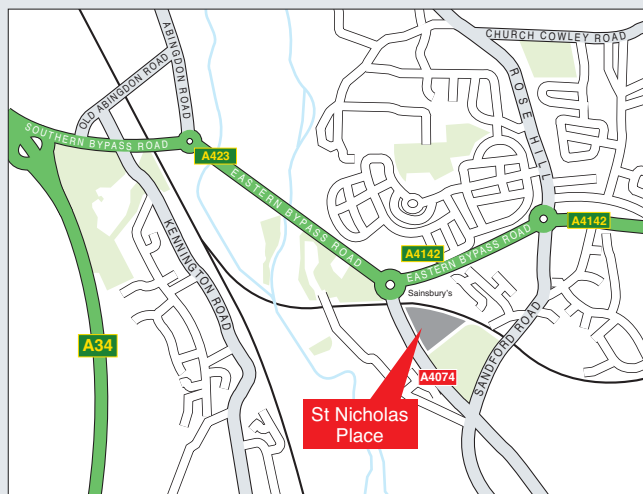 CHURCH COWLEY ROAD
ABINGDON ROAD
OLD ABINGDON ROAD
ROSE HILL
SOUTHERN BYPASS ROAD
A423
EASTERN BYPASS ROAD
KENNINGTON ROAD
A4142
A4142
EASTERN BYPASS ROAD
Sainsbury's
A34
SANDFORD ROAD
A4074
St Nicholas
Place